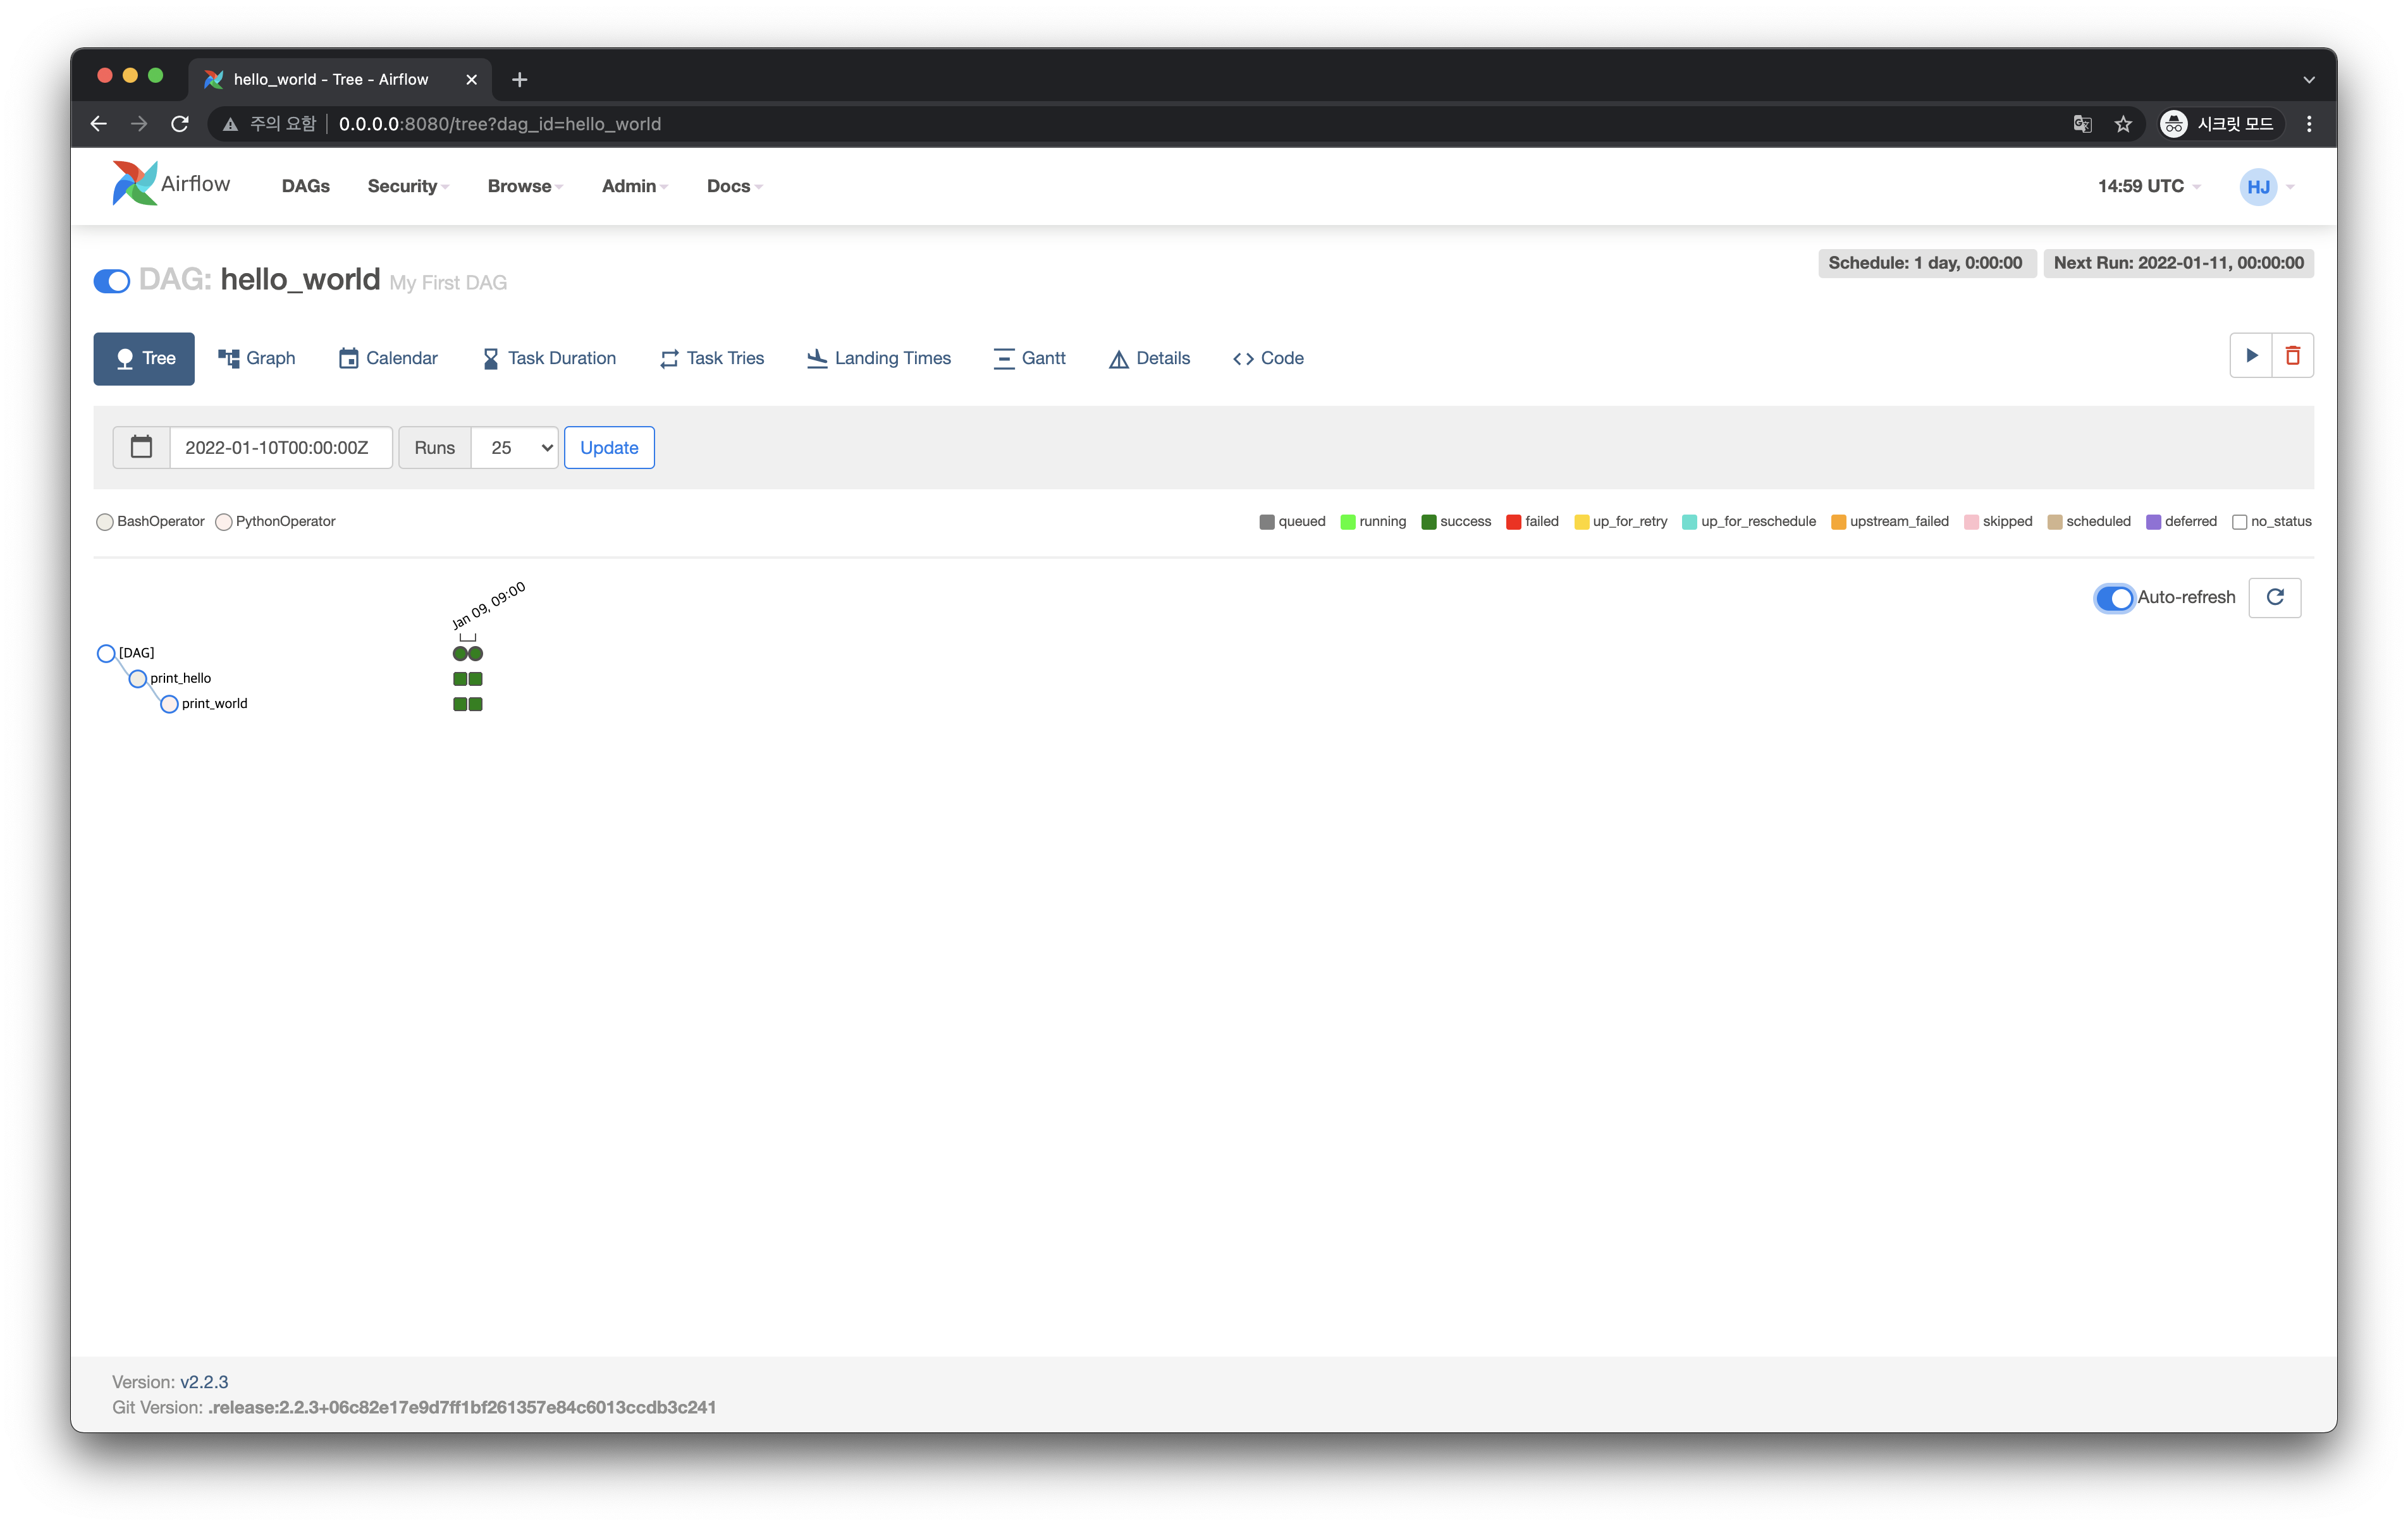 hello_world - Tree - Airflow
주의 요함 0.0.0.0:8080/tree?dag_id=hello_world 시크릿 모드
Airflow DAGs Security Browse Admin Docs 14:59 UTC HJ
Schedule: 1 day, 0:00:00 Next Run: 2022-01-11, 00:00:00
DAG: hello_world My First DAG
Tree Graph Calendar Task Duration Task Tries Landing Times Gantt Details Code
2022-01-10T00:00:00Z Runs 25 Update
BashOperator PythonOperator queued running success failed up_for_retry up_for_reschedule upstream_failed skipped scheduled deferred no_status
Jan 09, 09:00
Auto-refresh
[DAG]
print_hello
print_world
Version: v2.2.3
Git Version: .release:2.2.3+06c82e17e9d7ff1bf261357e84c6013ccdb3c241